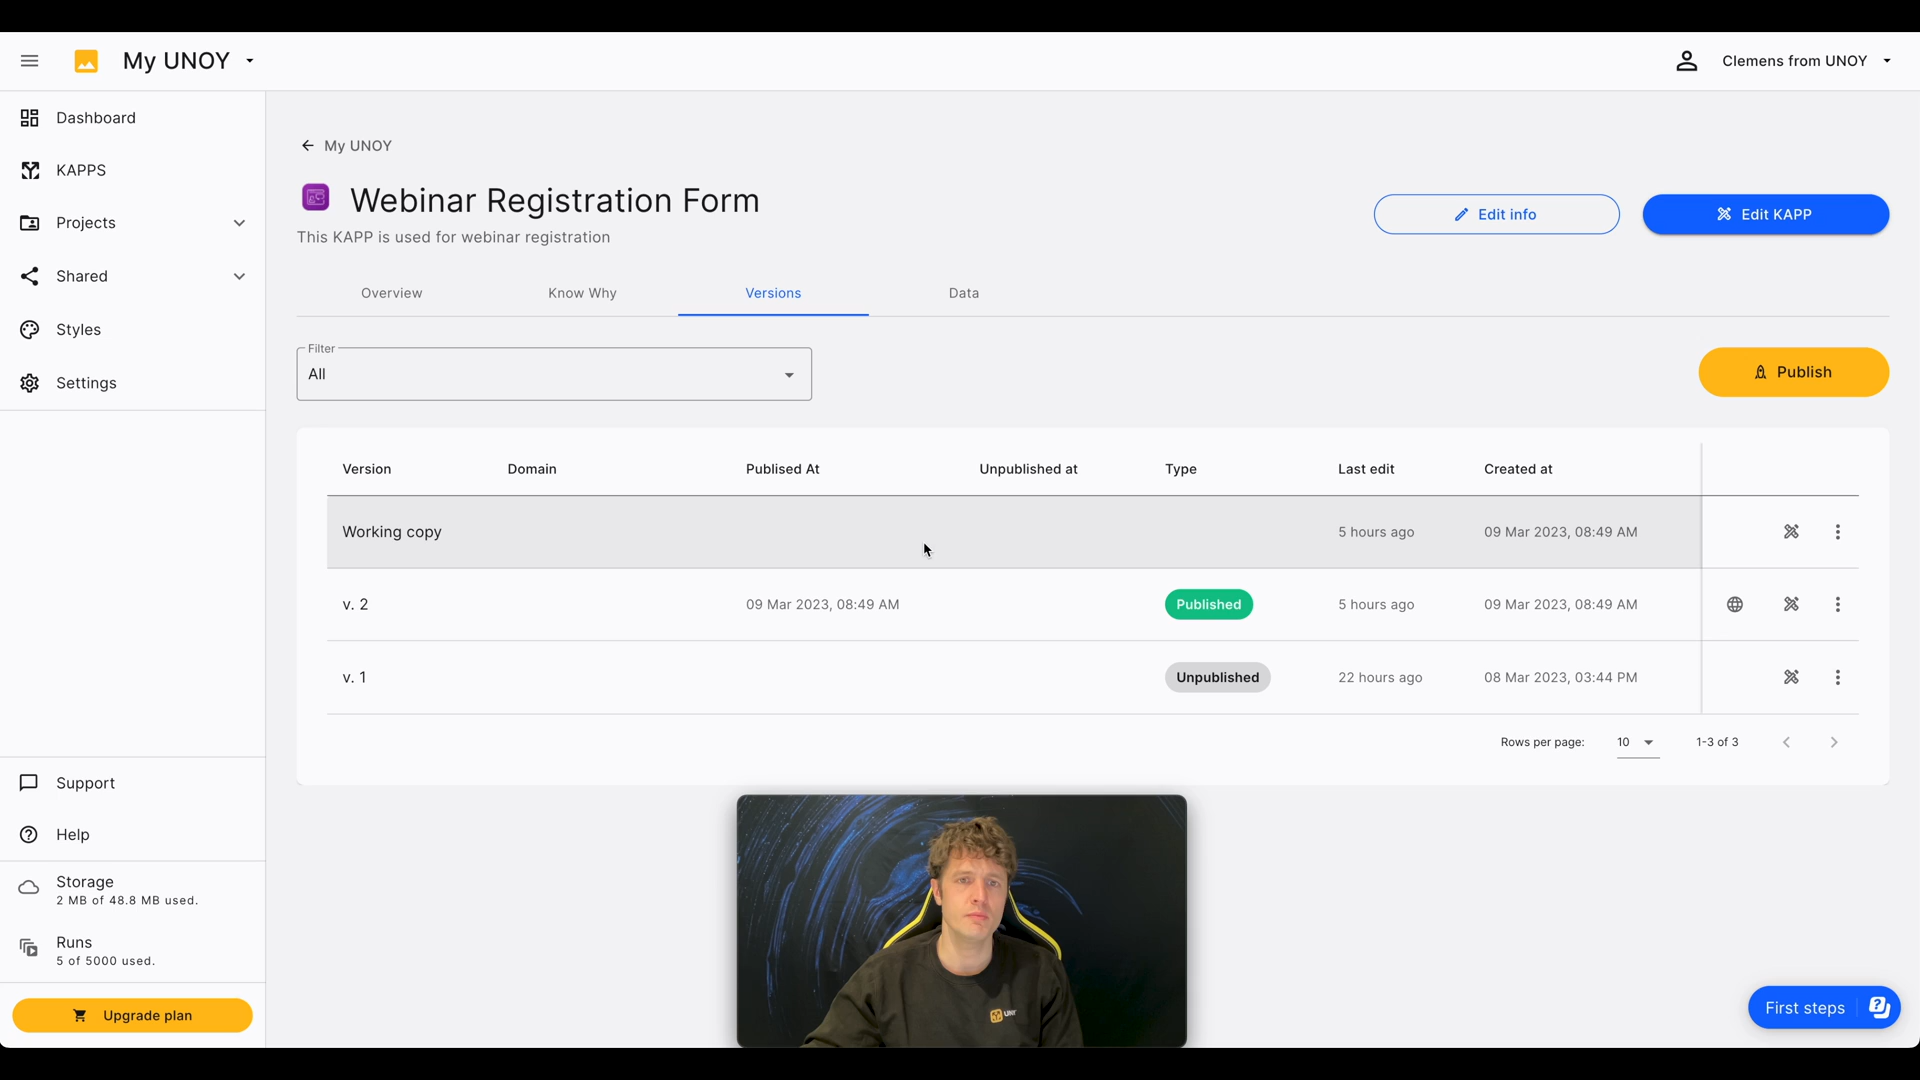 My UNOY
Clemens from UNOY
Dashboard
KAPPS
Projects
Shared
Styles
Settings
Support
Help
Storage
2 MB of 48.8 MB used.
Runs
5 of 5000 used.
Upgrade plan
My UNOY
Webinar Registration Form
This KAPP is used for webinar registration
Edit info
Edit KAPP
Overview
Know Why
Versions
Data
Filter
All
Publish
Version Domain Publised At Unpublished at Type Last edit Created at
Working copy 5 hours ago 09 Mar 2023, 08:49 AM
v. 2 09 Mar 2023, 08:49 AM Published 5 hours ago 09 Mar 2023, 08:49 AM
v. 1 Unpublished 22 hours ago 08 Mar 2023, 03:44 PM
Rows per page: 10 1-3 of 3
First steps